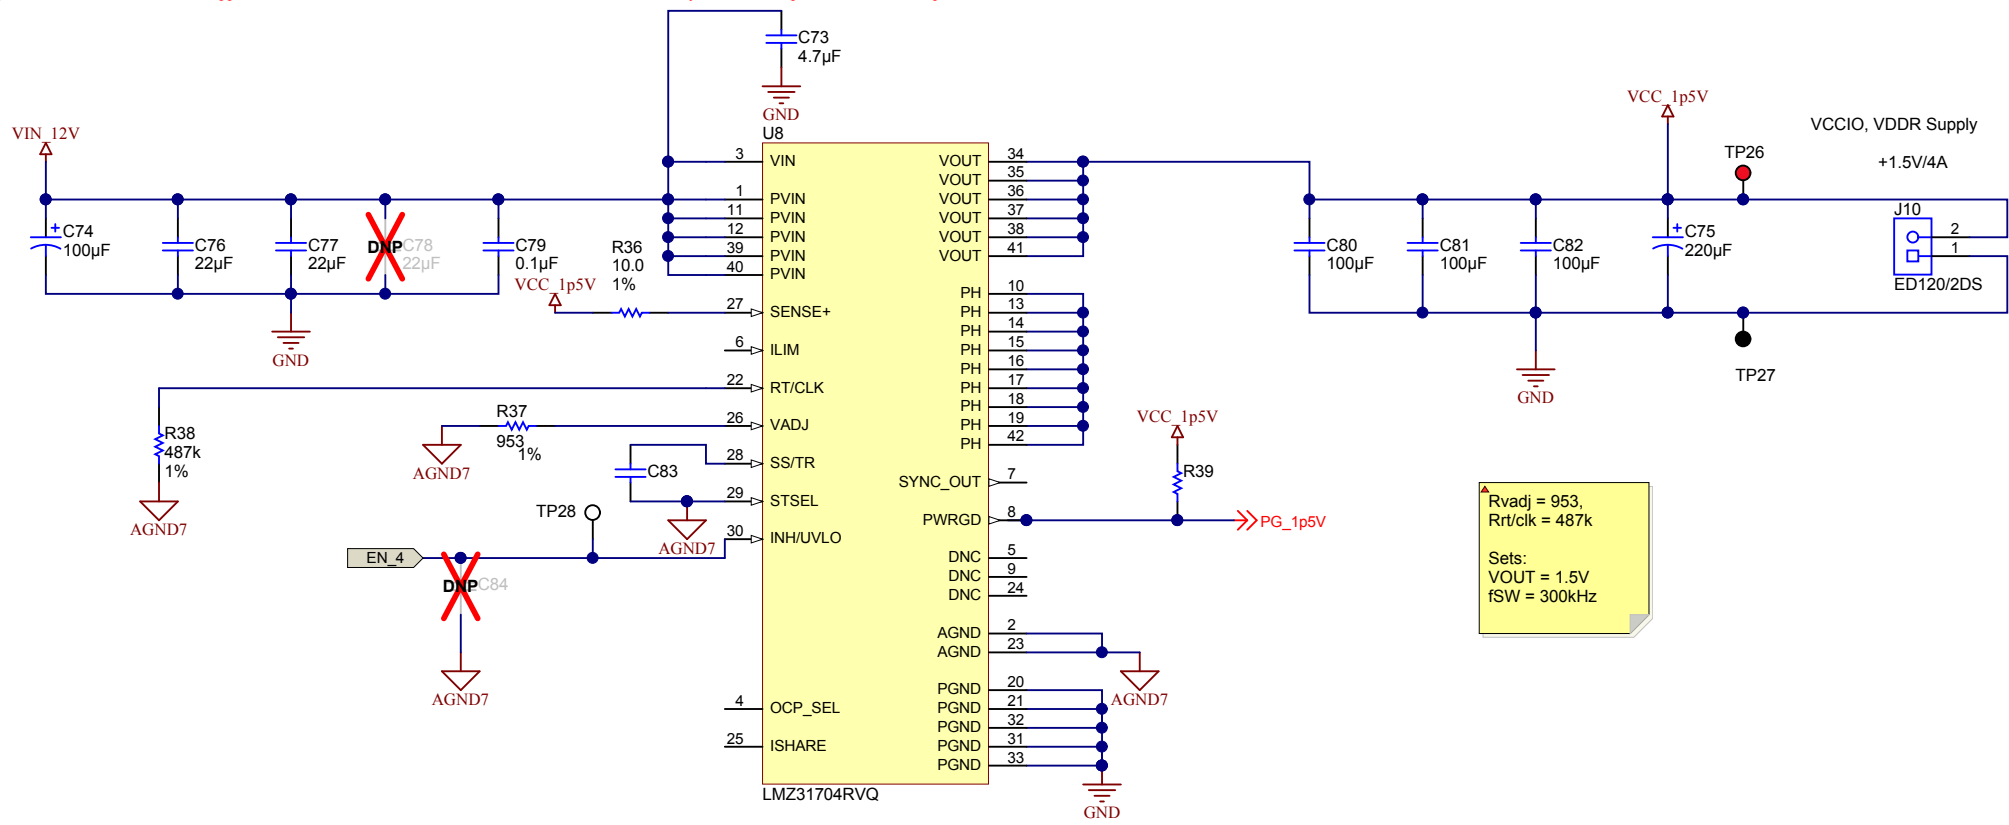 C73
4.7µF
GND
U8
VIN_12V
C74
100µF
C76
22µF
C77
22µF
DNP
C78
22µF
C79
0.1µF
GND
R36
10.0
1%
VCC_1p5V
R38
487k
1%
AGND7
R37
953
1%
AGND7
C83
AGND7
TP28
EN_4
DNP
C84
AGND7
3 VIN
1 PVIN
11 PVIN
12 PVIN
39 PVIN
40 PVIN
27 SENSE+
6 ILIM
22 RT/CLK
26 VADJ
28 SS/TR
29 STSEL
30 INH/UVLO
4 OCP_SEL
25 ISHARE
VOUT 34
VOUT 35
VOUT 36
VOUT 37
VOUT 38
VOUT 41
PH 10
PH 13
PH 14
PH 15
PH 16
PH 17
PH 18
PH 19
PH 42
SYNC_OUT 7
PWRGD 8
DNC 5
DNC 9
DNC 24
AGND 2
AGND 23
PGND 20
PGND 21
PGND 32
PGND 31
PGND 33
LMZ31704RVQ
AGND7
GND
VCC_1p5V
R39
PG_1p5V
C80
100µF
C81
100µF
C82
100µF
GND
VCC_1p5V
C75
220µF
TP26
TP27
VCCIO, VDDR Supply
+1.5V/4A
J10
2
1
ED120/2DS
Rvadj = 953,
Rrt/clk = 487k
Sets:
VOUT = 1.5V
fSW = 300kHz